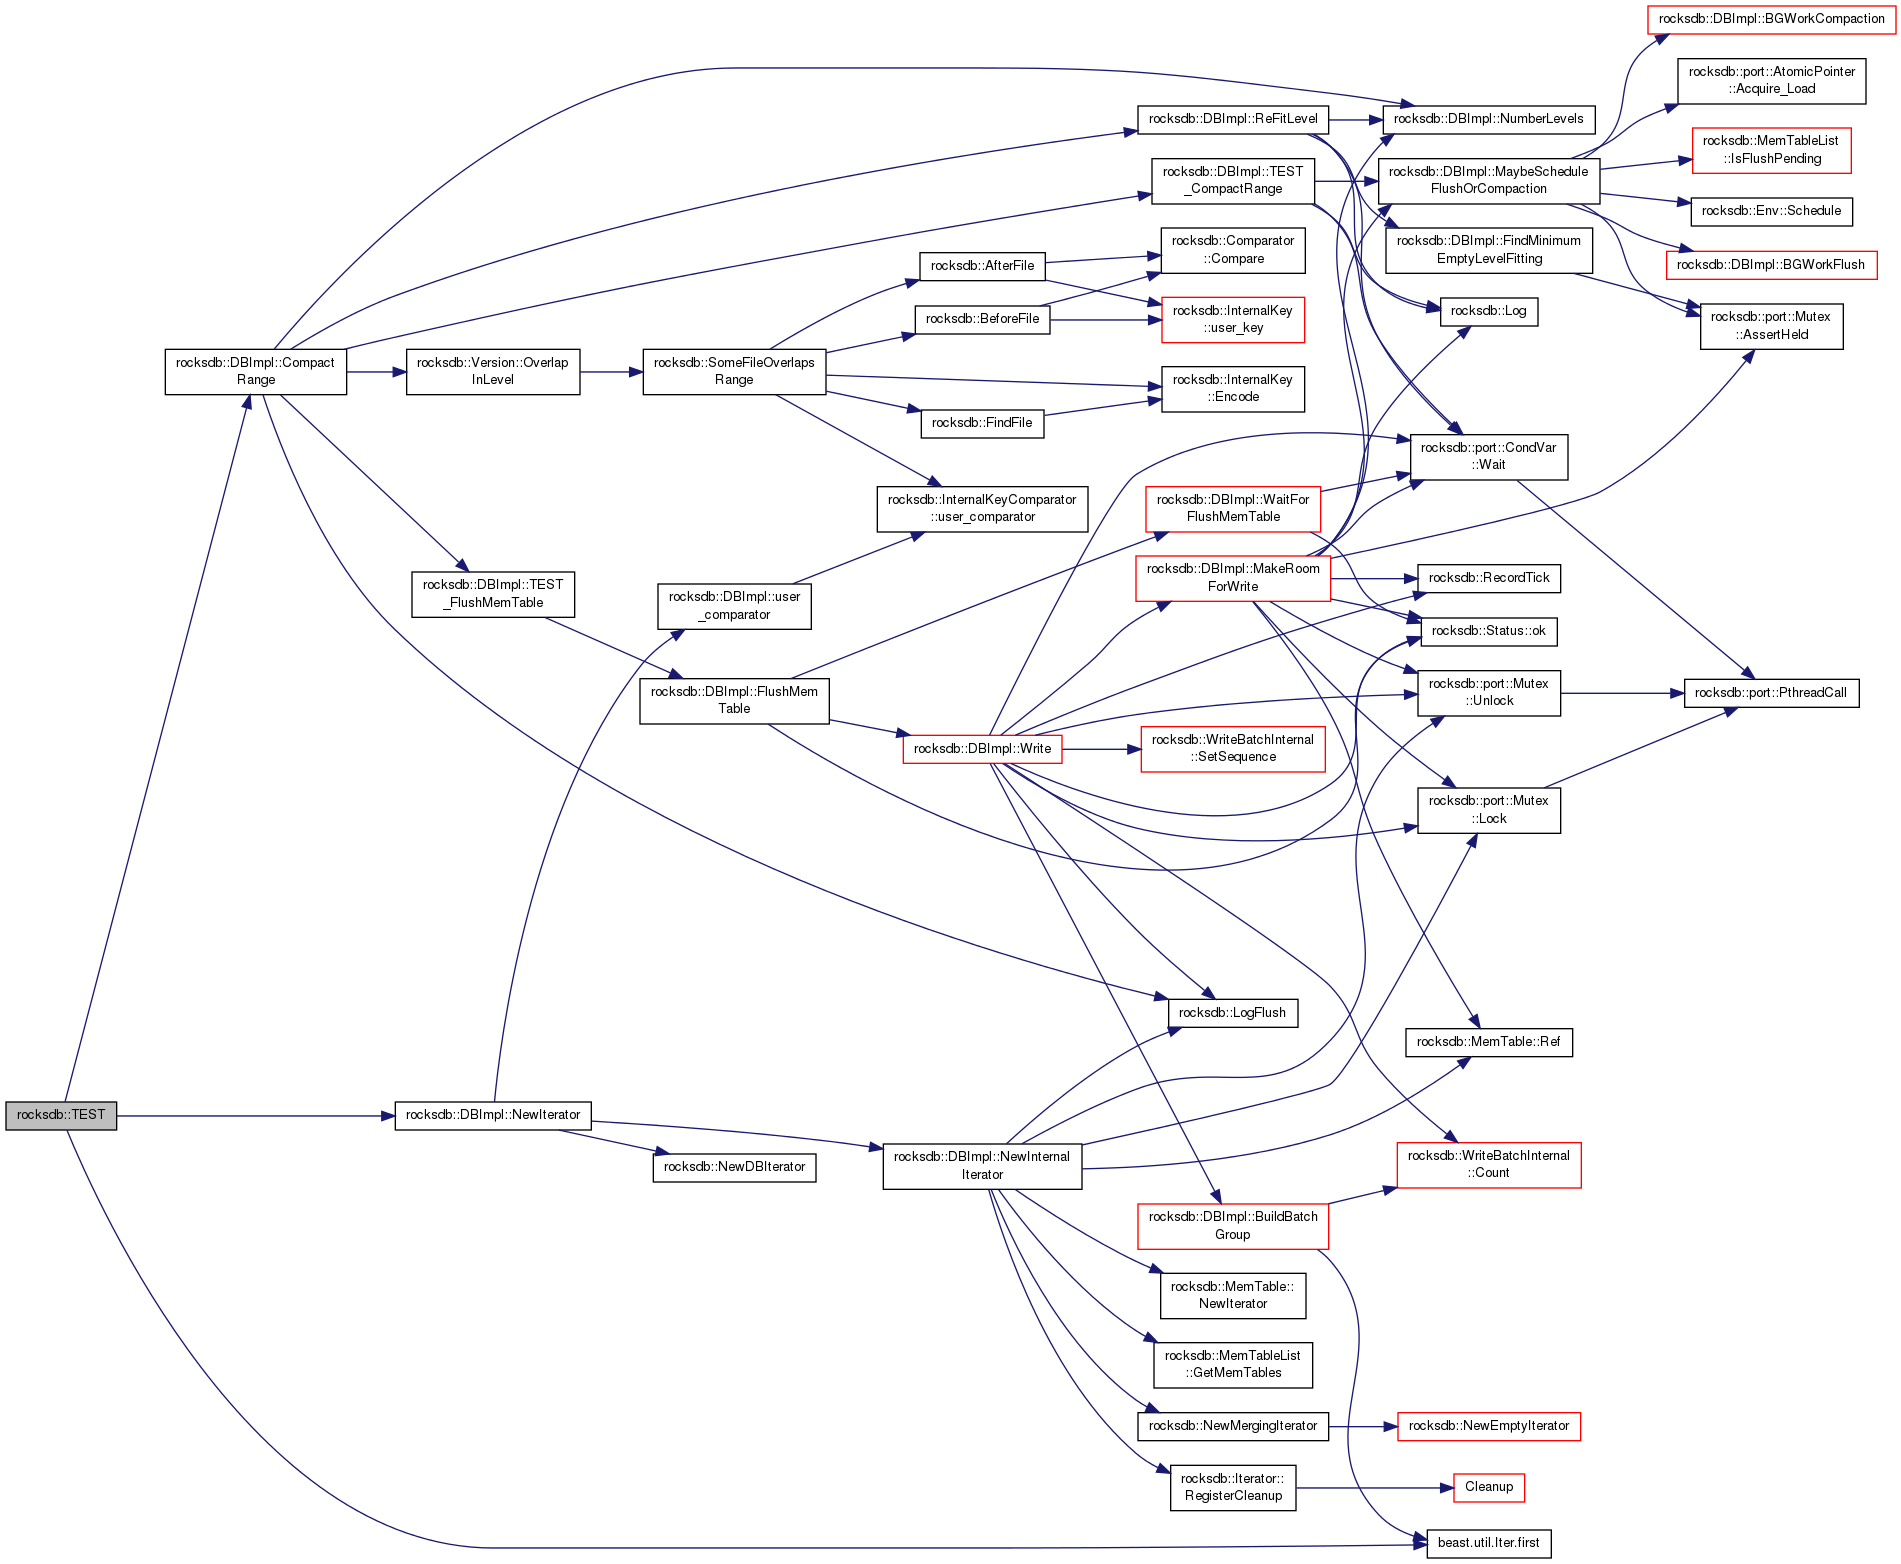 rocksdb::DBImpl::BGWorkCompaction
rocksdb::port::AtomicPointer
::Acquire_Load
rocksdb::DBImpl::ReFitLevel
rocksdb::DBImpl::NumberLevels
rocksdb::MemTableList
::IsFlushPending
rocksdb::DBImpl::TEST
_CompactRange
rocksdb::DBImpl::MaybeSchedule
FlushOrCompaction
rocksdb::Env::Schedule
rocksdb::Comparator
::Compare
rocksdb::DBImpl::FindMinimum
EmptyLevelFitting
rocksdb::DBImpl::BGWorkFlush
rocksdb::AfterFile
rocksdb::BeforeFile
rocksdb::InternalKey
::user_key
rocksdb::Log
rocksdb::port::Mutex
::AssertHeld
rocksdb::DBImpl::Compact
Range
rocksdb::Version::Overlap
InLevel
rocksdb::SomeFileOverlaps
Range
rocksdb::InternalKey
::Encode
rocksdb::FindFile
rocksdb::port::CondVar
::Wait
rocksdb::InternalKeyComparator
::user_comparator
rocksdb::DBImpl::WaitFor
FlushMemTable
rocksdb::DBImpl::TEST
_FlushMemTable
rocksdb::DBImpl::user
_comparator
rocksdb::DBImpl::MakeRoom
ForWrite
rocksdb::RecordTick
rocksdb::Status::ok
rocksdb::DBImpl::FlushMem
Table
rocksdb::port::Mutex
::Unlock
rocksdb::port::PthreadCall
rocksdb::DBImpl::Write
rocksdb::WriteBatchInternal
::SetSequence
rocksdb::port::Mutex
::Lock
rocksdb::LogFlush
rocksdb::MemTable::Ref
rocksdb::TEST
rocksdb::DBImpl::NewIterator
rocksdb::NewDBIterator
rocksdb::DBImpl::NewInternal
Iterator
rocksdb::WriteBatchInternal
::Count
rocksdb::DBImpl::BuildBatch
Group
rocksdb::MemTable::
NewIterator
rocksdb::MemTableList
::GetMemTables
rocksdb::NewMergingIterator
rocksdb::NewEmptyIterator
rocksdb::Iterator::
RegisterCleanup
Cleanup
beast.util.Iter.first